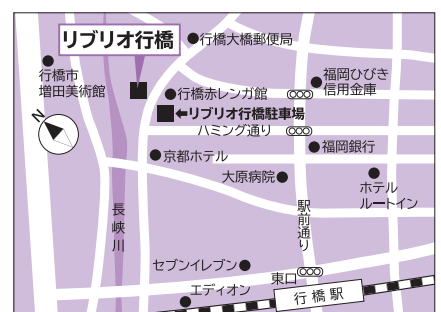 リブリオ行橋
行橋大橋郵便局
行橋市
増田美術館
行橋赤レンガ館
福岡ひびき
信用金庫
←リブリオ行橋駐車場
N
ハミング通り
京都ホテル
福岡銀行
大原病院
ホテル
ルートイン
長峡川
駅前通り
セブンイレブン
東口
エディオン
行橋駅